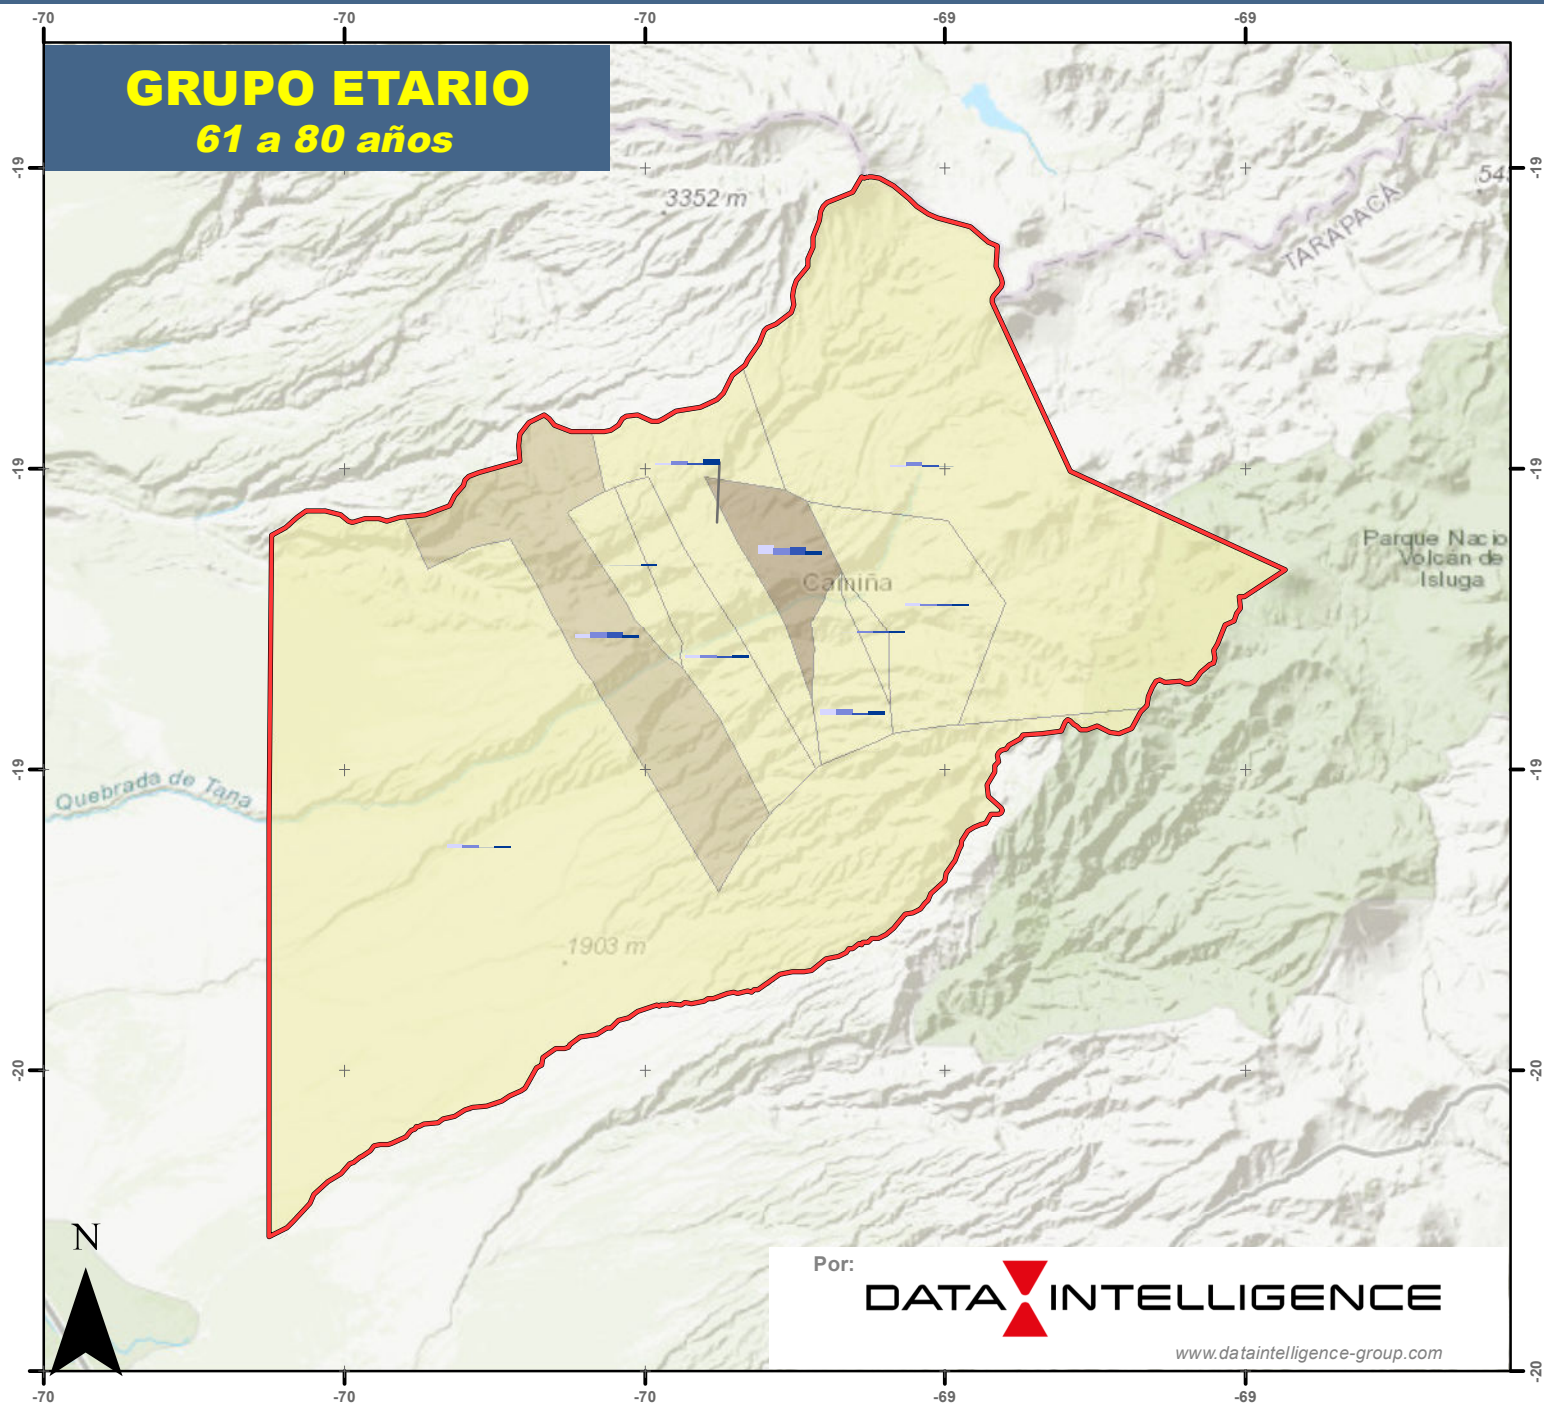 -70 -70 -70 -69 -69
GRUPO ETARIO
61 a 80 años
-19 -19
3352 m
TARAPACÁ
-19 -19
Parque Nacio
Volcán de
Isluga
Camiña
-19 -19
Quebrada de Tana
1903 m
-20 -20
N
Por:
DATA INTELLIGENCE
www.dataintelligence-group.com
-20
-70 -70 -70 -69 -69